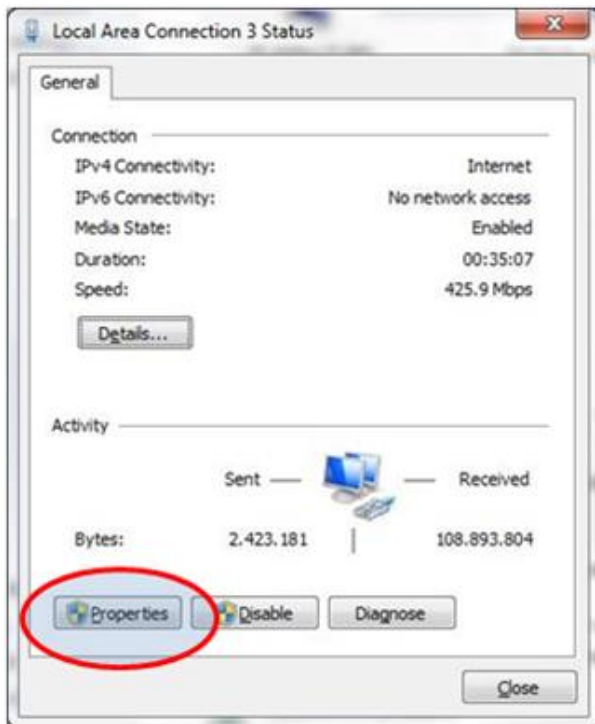 Local Area Connection 3 Status
General
Connection
IPv4 Connectivity: Internet
IPv6 Connectivity: No network access
Media State: Enabled
Duration: 00:35:07
Speed: 425.9 Mbps
Details...
Activity
Sent Received
Bytes: 2.423.181 108.893.804
Properties Disable Diagnose
Close